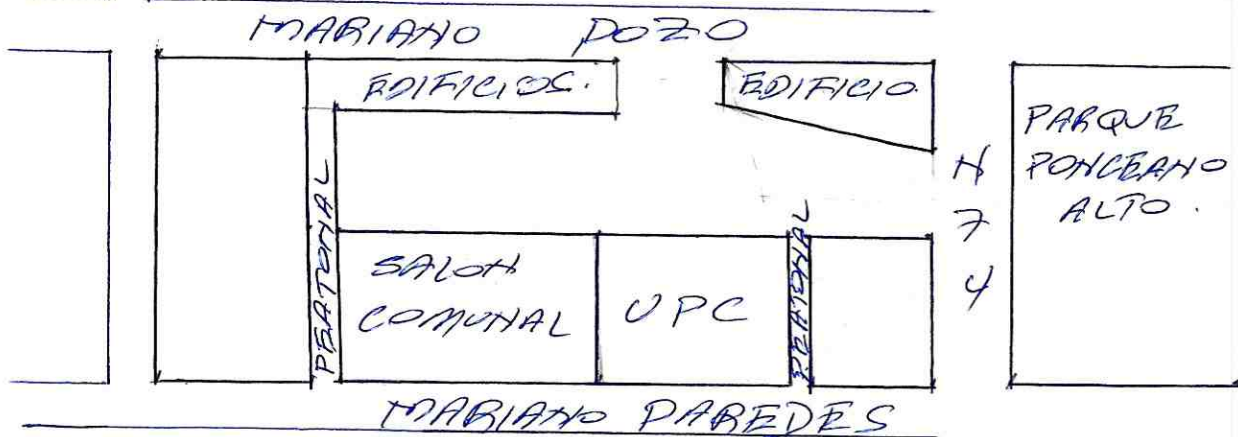 MARIANO POZO
EDIFICIOS.
EDIFICIO.
PARQUE
PONCEANO
ALTO.
N
7
4
PEATONAL
SALON
COMUNAL
UPC
PEATONAL
MARIANO PAREDES